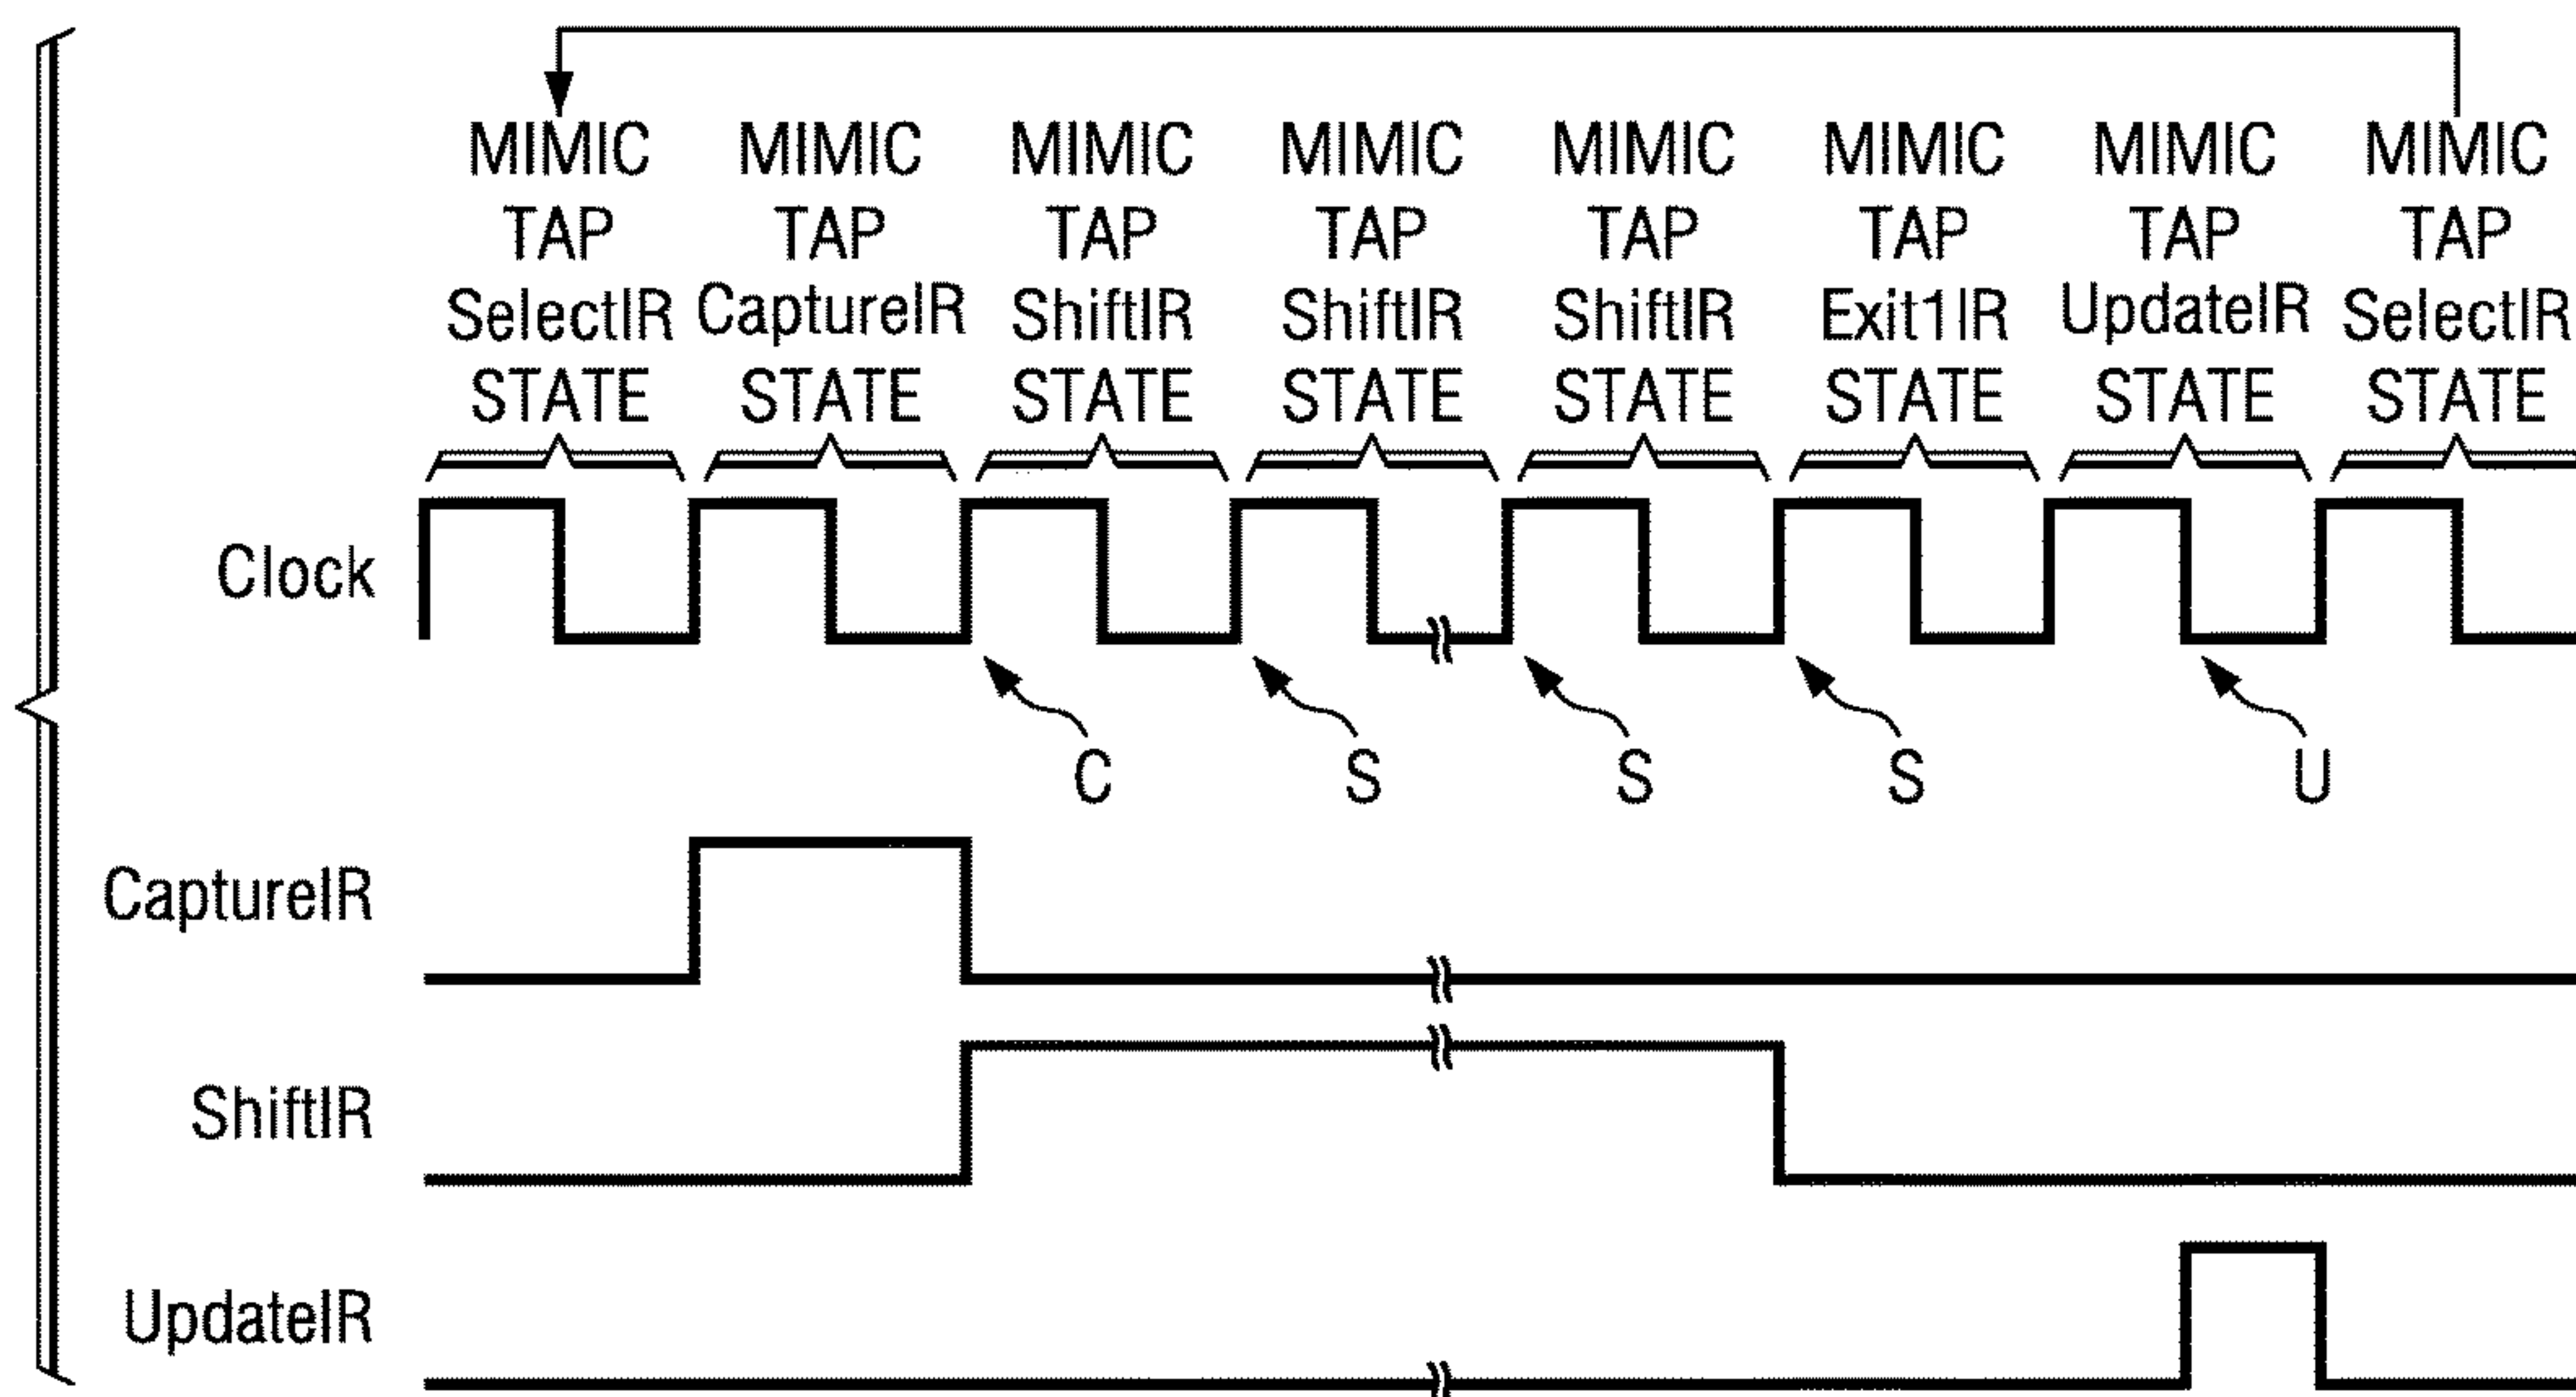 MIMIC MIMIC MIMIC MIMIC MIMIC MIMIC MIMIC MIMIC
TAP TAP TAP TAP TAP TAP TAP TAP
SelectIR CaptureIR ShiftIR ShiftIR ShiftIR Exit1IR UpdateIR SelectIR
STATE STATE STATE STATE STATE STATE STATE STATE
Clock
C S S S U
CaptureIR
ShiftIR
UpdateIR